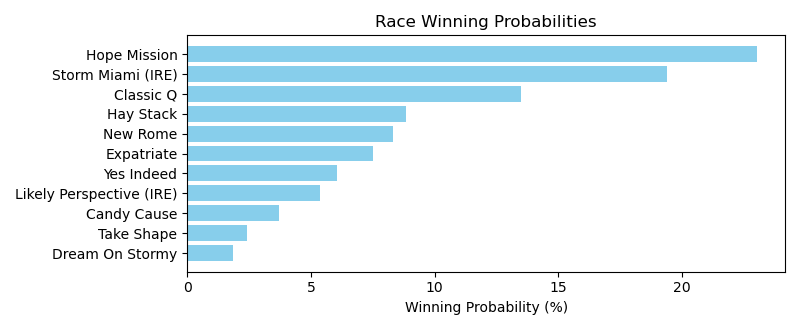 Race Winning Probabilities
Hope Mission
Storm Miami (IRE)
Classic Q
Hay Stack
New Rome
Expatriate
Yes Indeed
Likely Perspective (IRE)
Candy Cause
Take Shape
Dream On Stormy
0 5 10 15 20
Winning Probability (%)